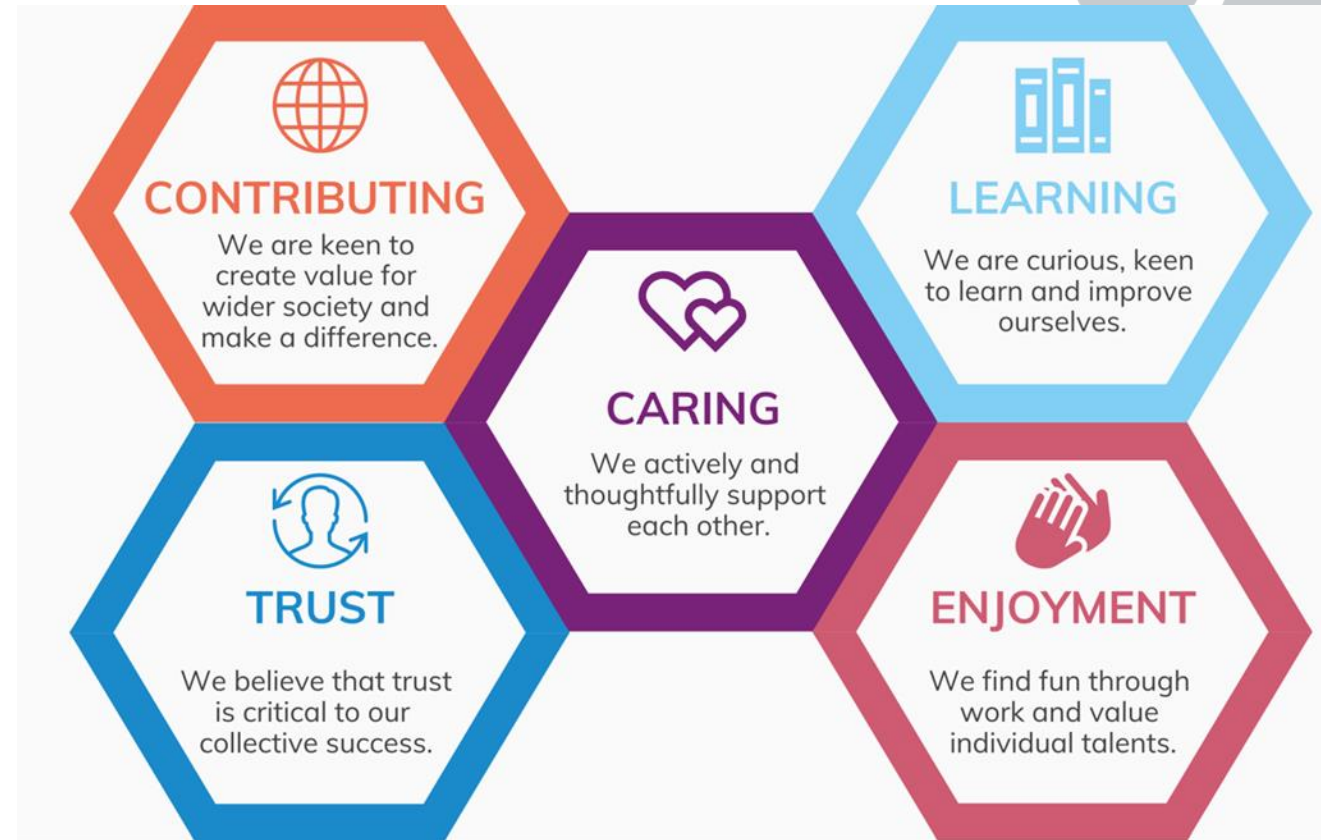 CONTRIBUTING
We are keen to
create value for
wider society and
make a difference.
LEARNING
We are curious, keen
to learn and improve
ourselves.
CARING
We actively and
thoughtfully support
each other.
TRUST
We believe that trust
is critical to our
collective success.
ENJOYMENT
We find fun through
work and value
individual talents.